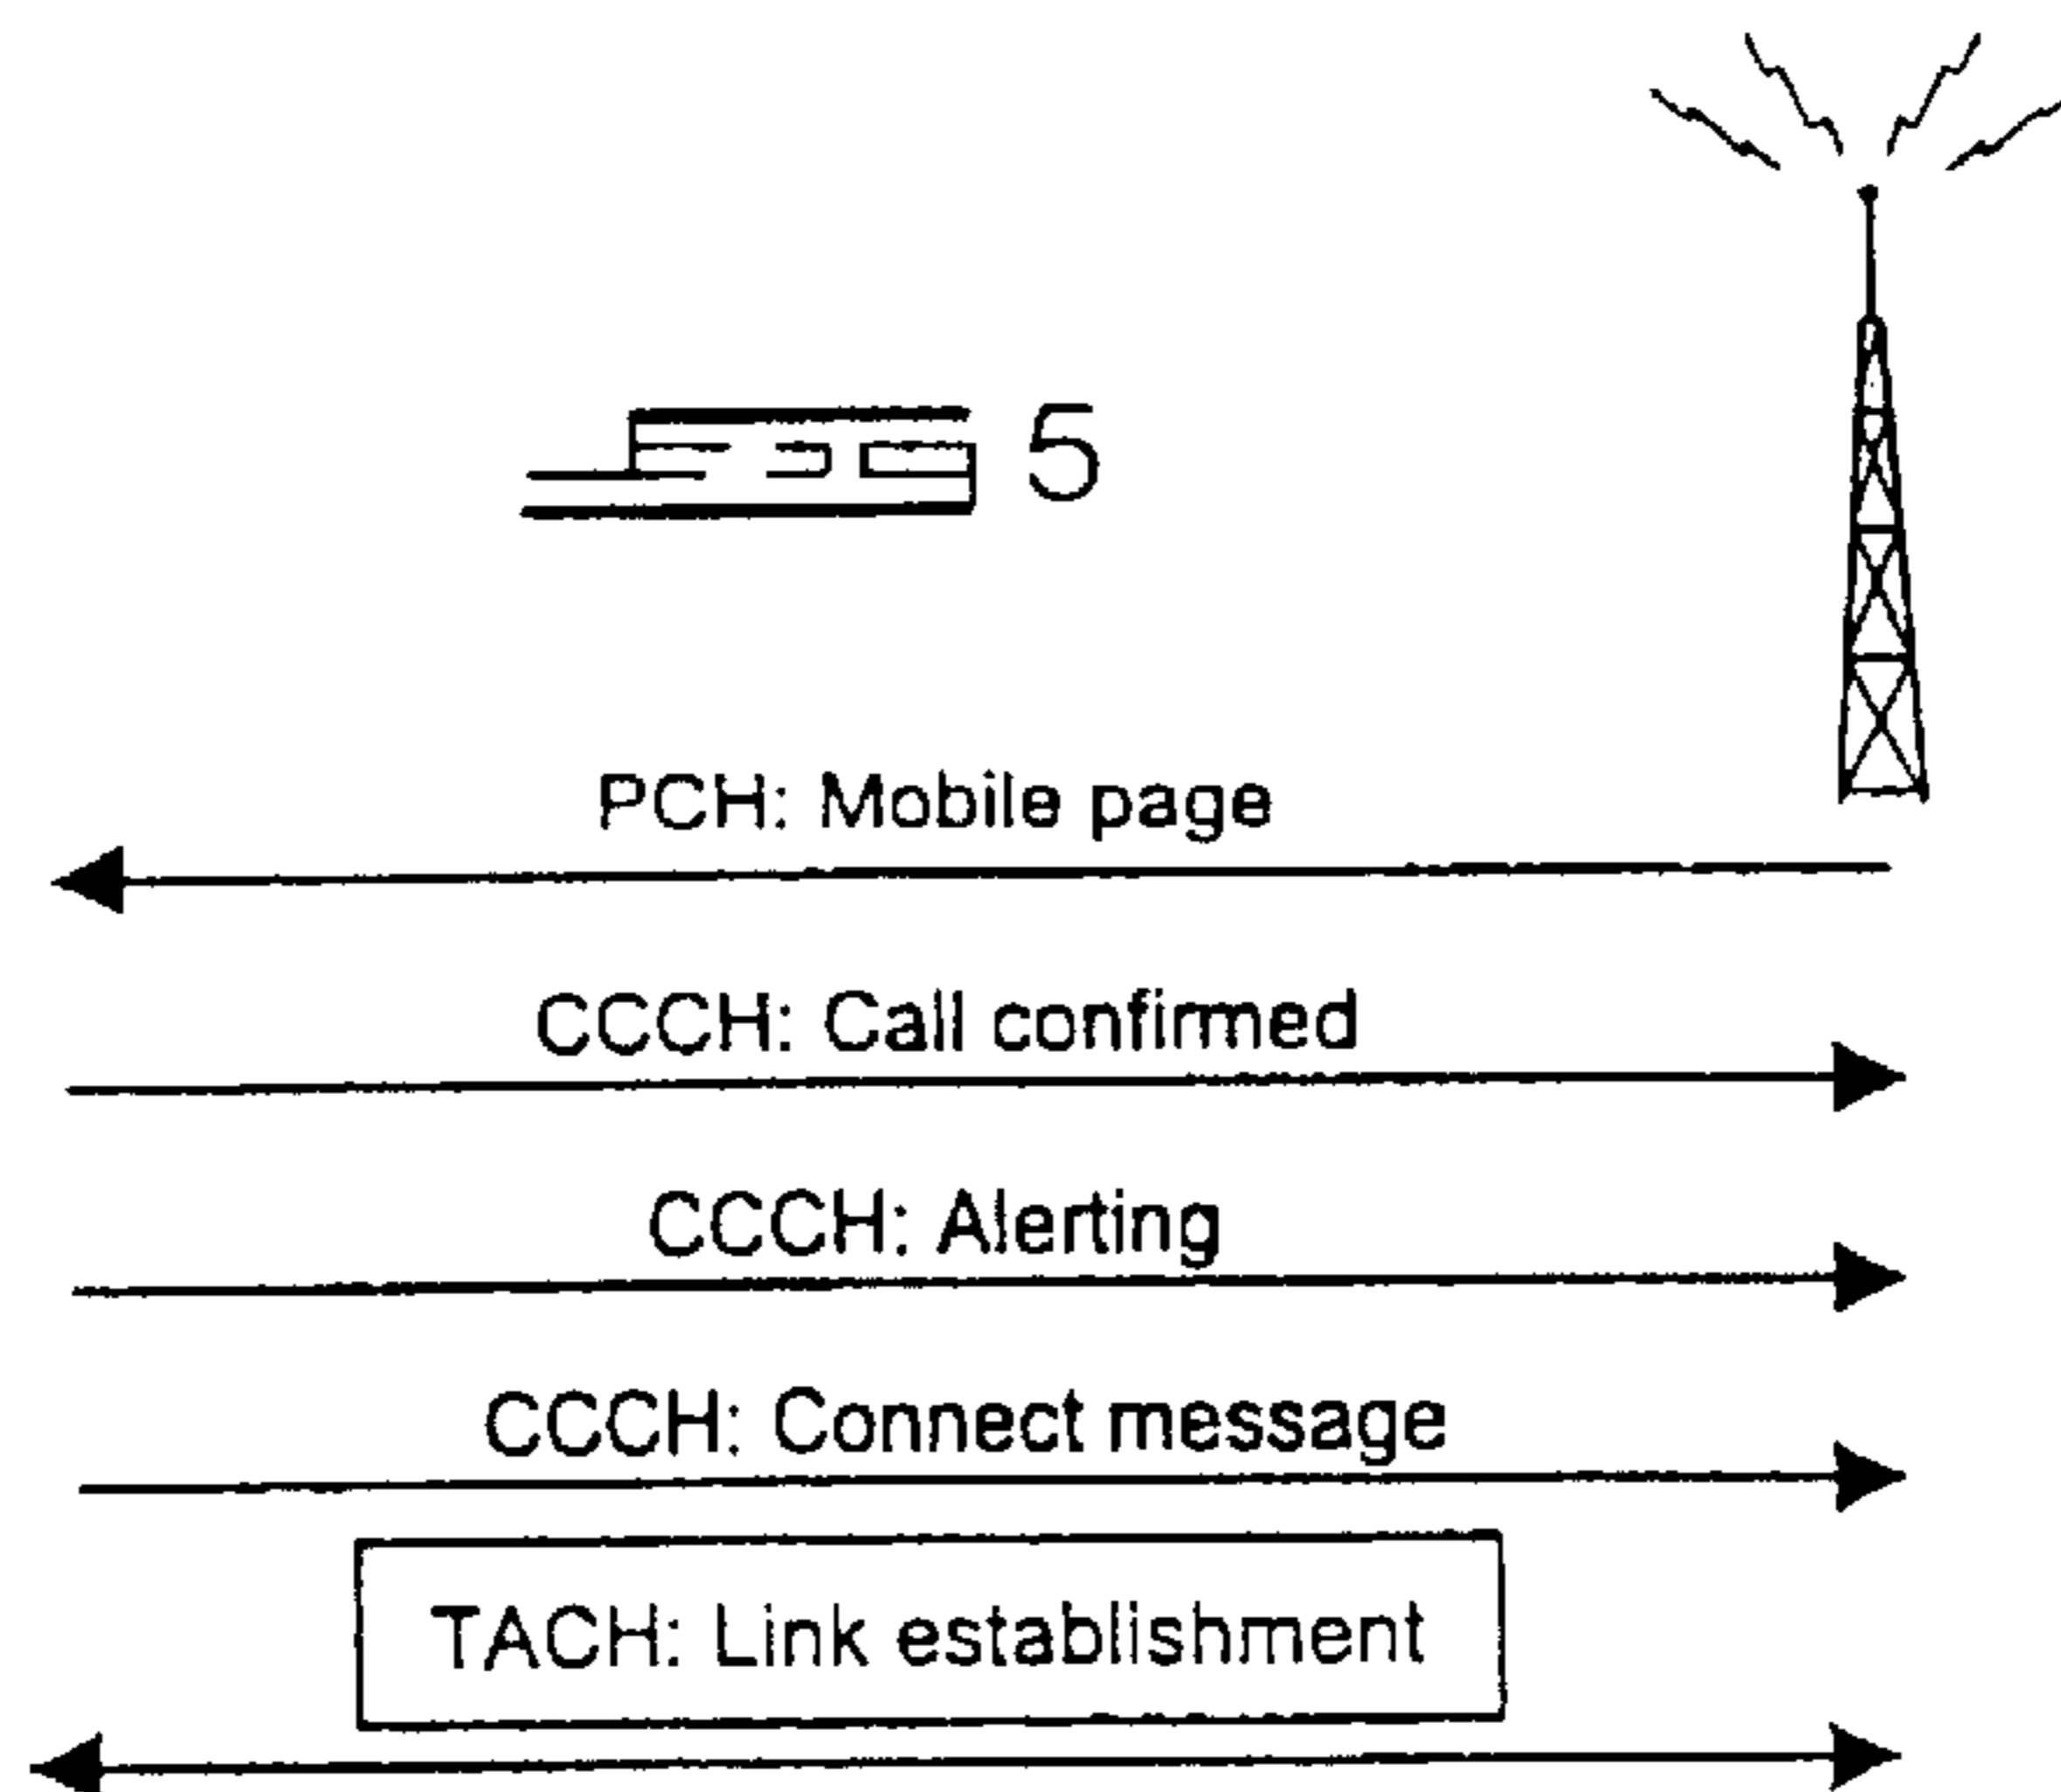 5
PCH: Mobile page
CCCH: Call confirmed
CCCH: Alerting
CCCH: Connect message
TACH: Link establishment